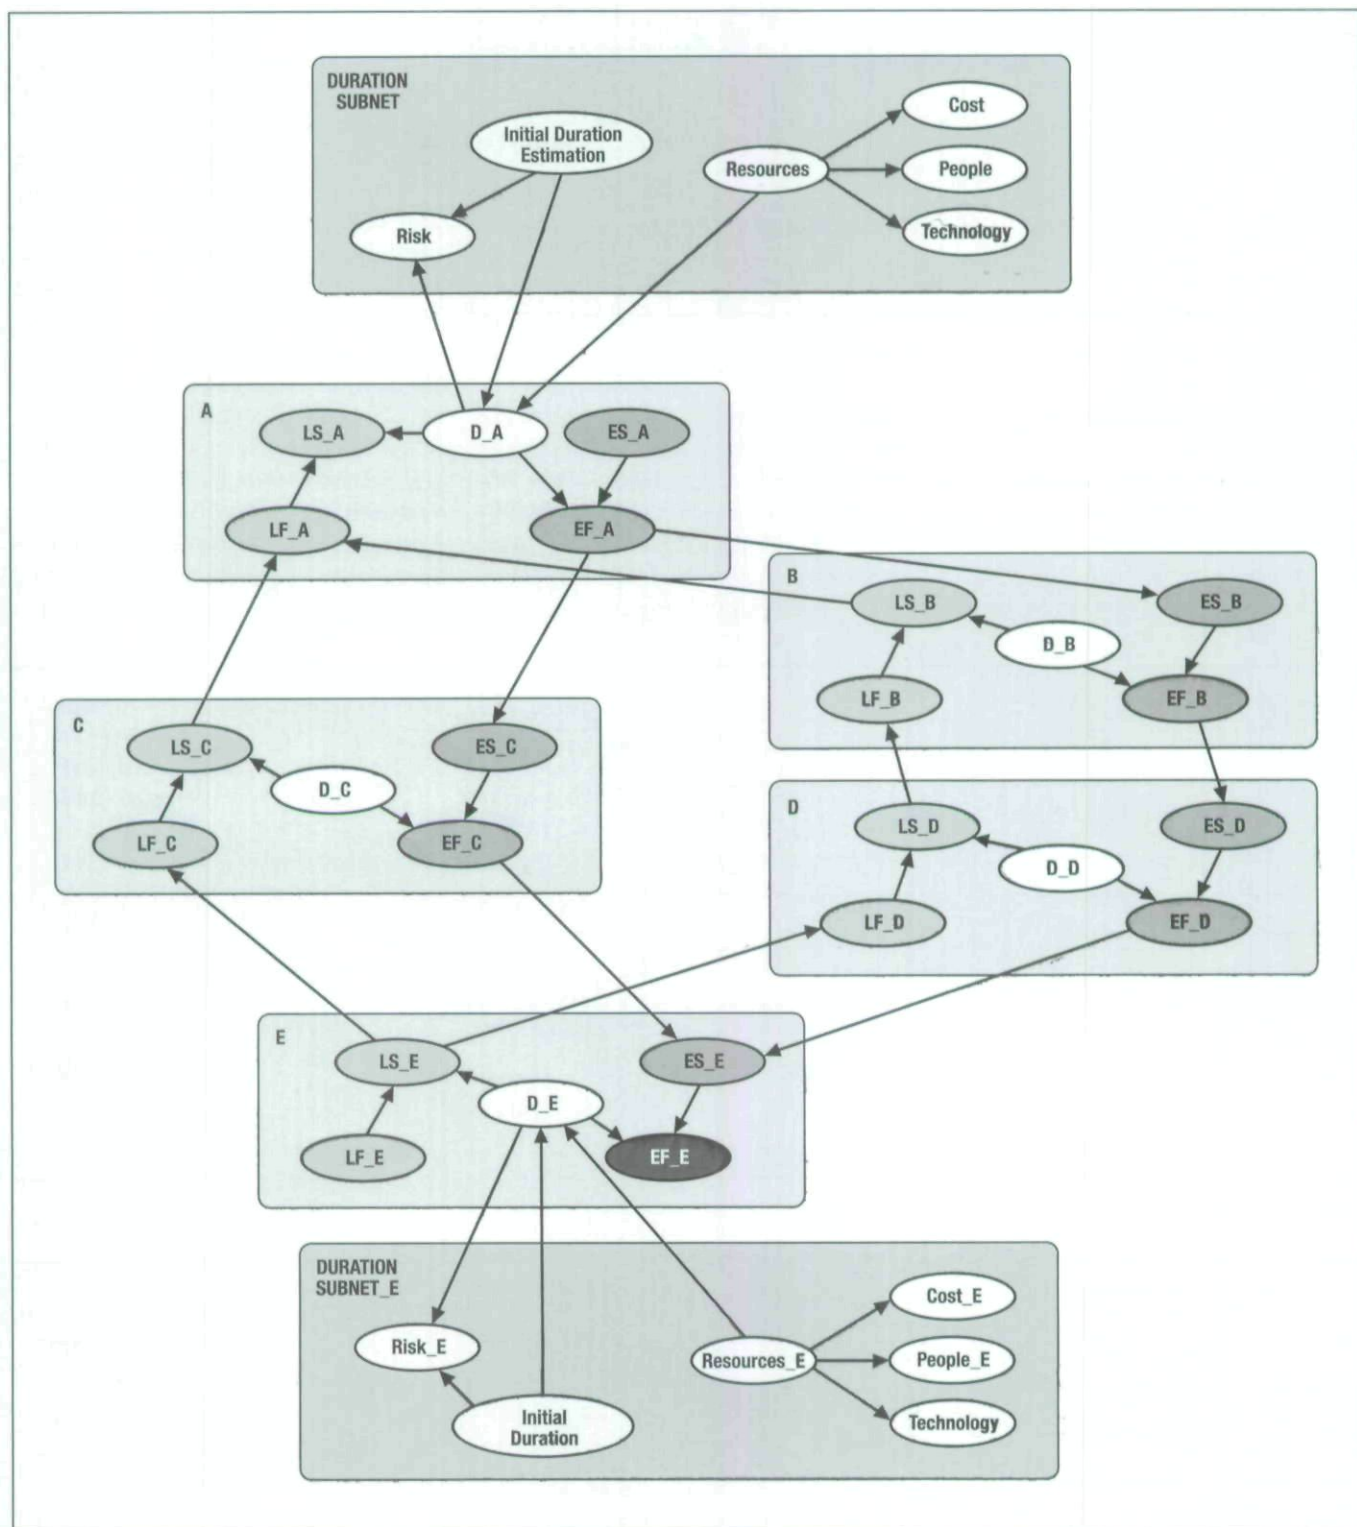 DURATION
SUBNET
Initial Duration
Estimation
Risk
Resources
Cost
People
Technology
A
LS_A
D_A
ES_A
LF_A
EF_A
B
LS_B
ES_B
D_B
LF_B
EF_B
C
LS_C
ES_C
D_C
LF_C
EF_C
D
LS_D
ES_D
D_D
LF_D
EF_D
E
LS_E
ES_E
D_E
LF_E
EF_E
DURATION
SUBNET_E
Risk_E
Initial
Duration
Resources_E
Cost_E
People_E
Technology